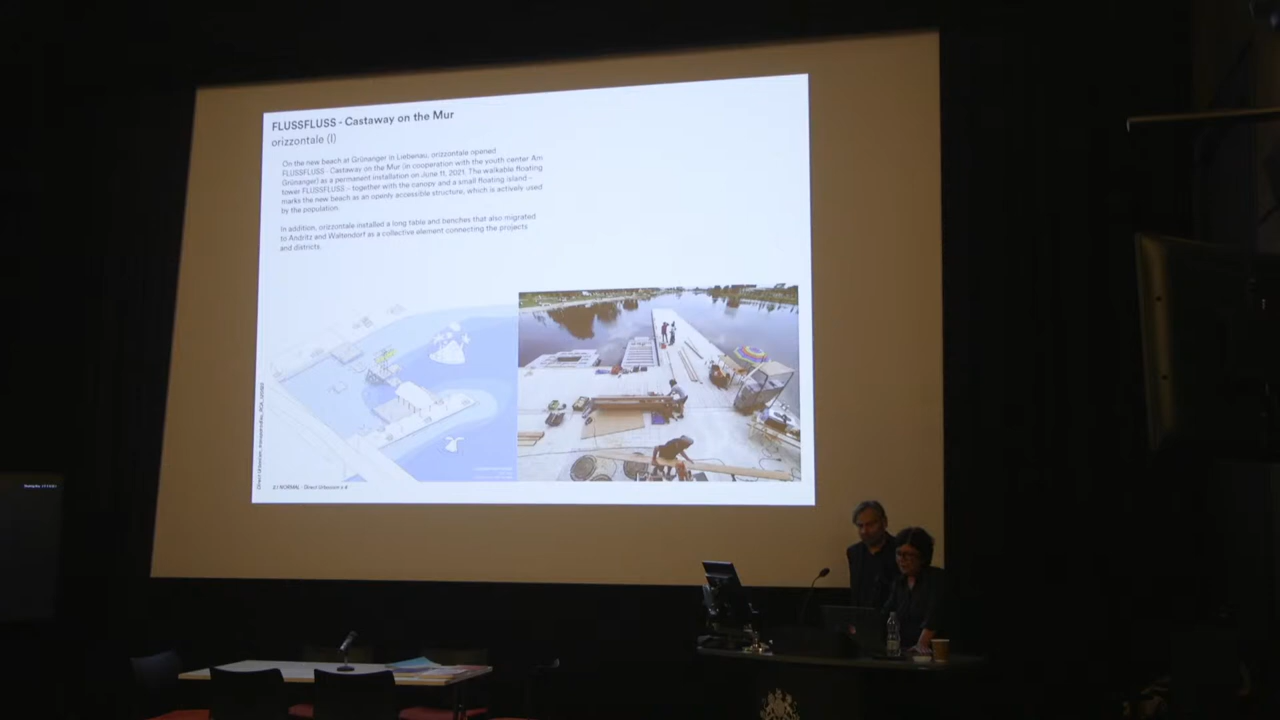 FLUSSFLUSS - Castaway on the Mur
orizzontale (I)
On the new beach at Grünanger in Liebenau, orizzontale opened
FLUSSFLUSS - Castaway on the Mur (in cooperation with the youth center Am
Grünanger) as a permanent installation on June 11, 2021. The walkable floating
tower FLUSSFLUSS – together with the canopy and a small floating island –
marks the new beach as an openly accessible structure, which is actively used
by the population.
In addition, orizzontale installed a long table and benches that also migrated
to Andritz and Waltendorf as a collective element connecting the projects
and districts.